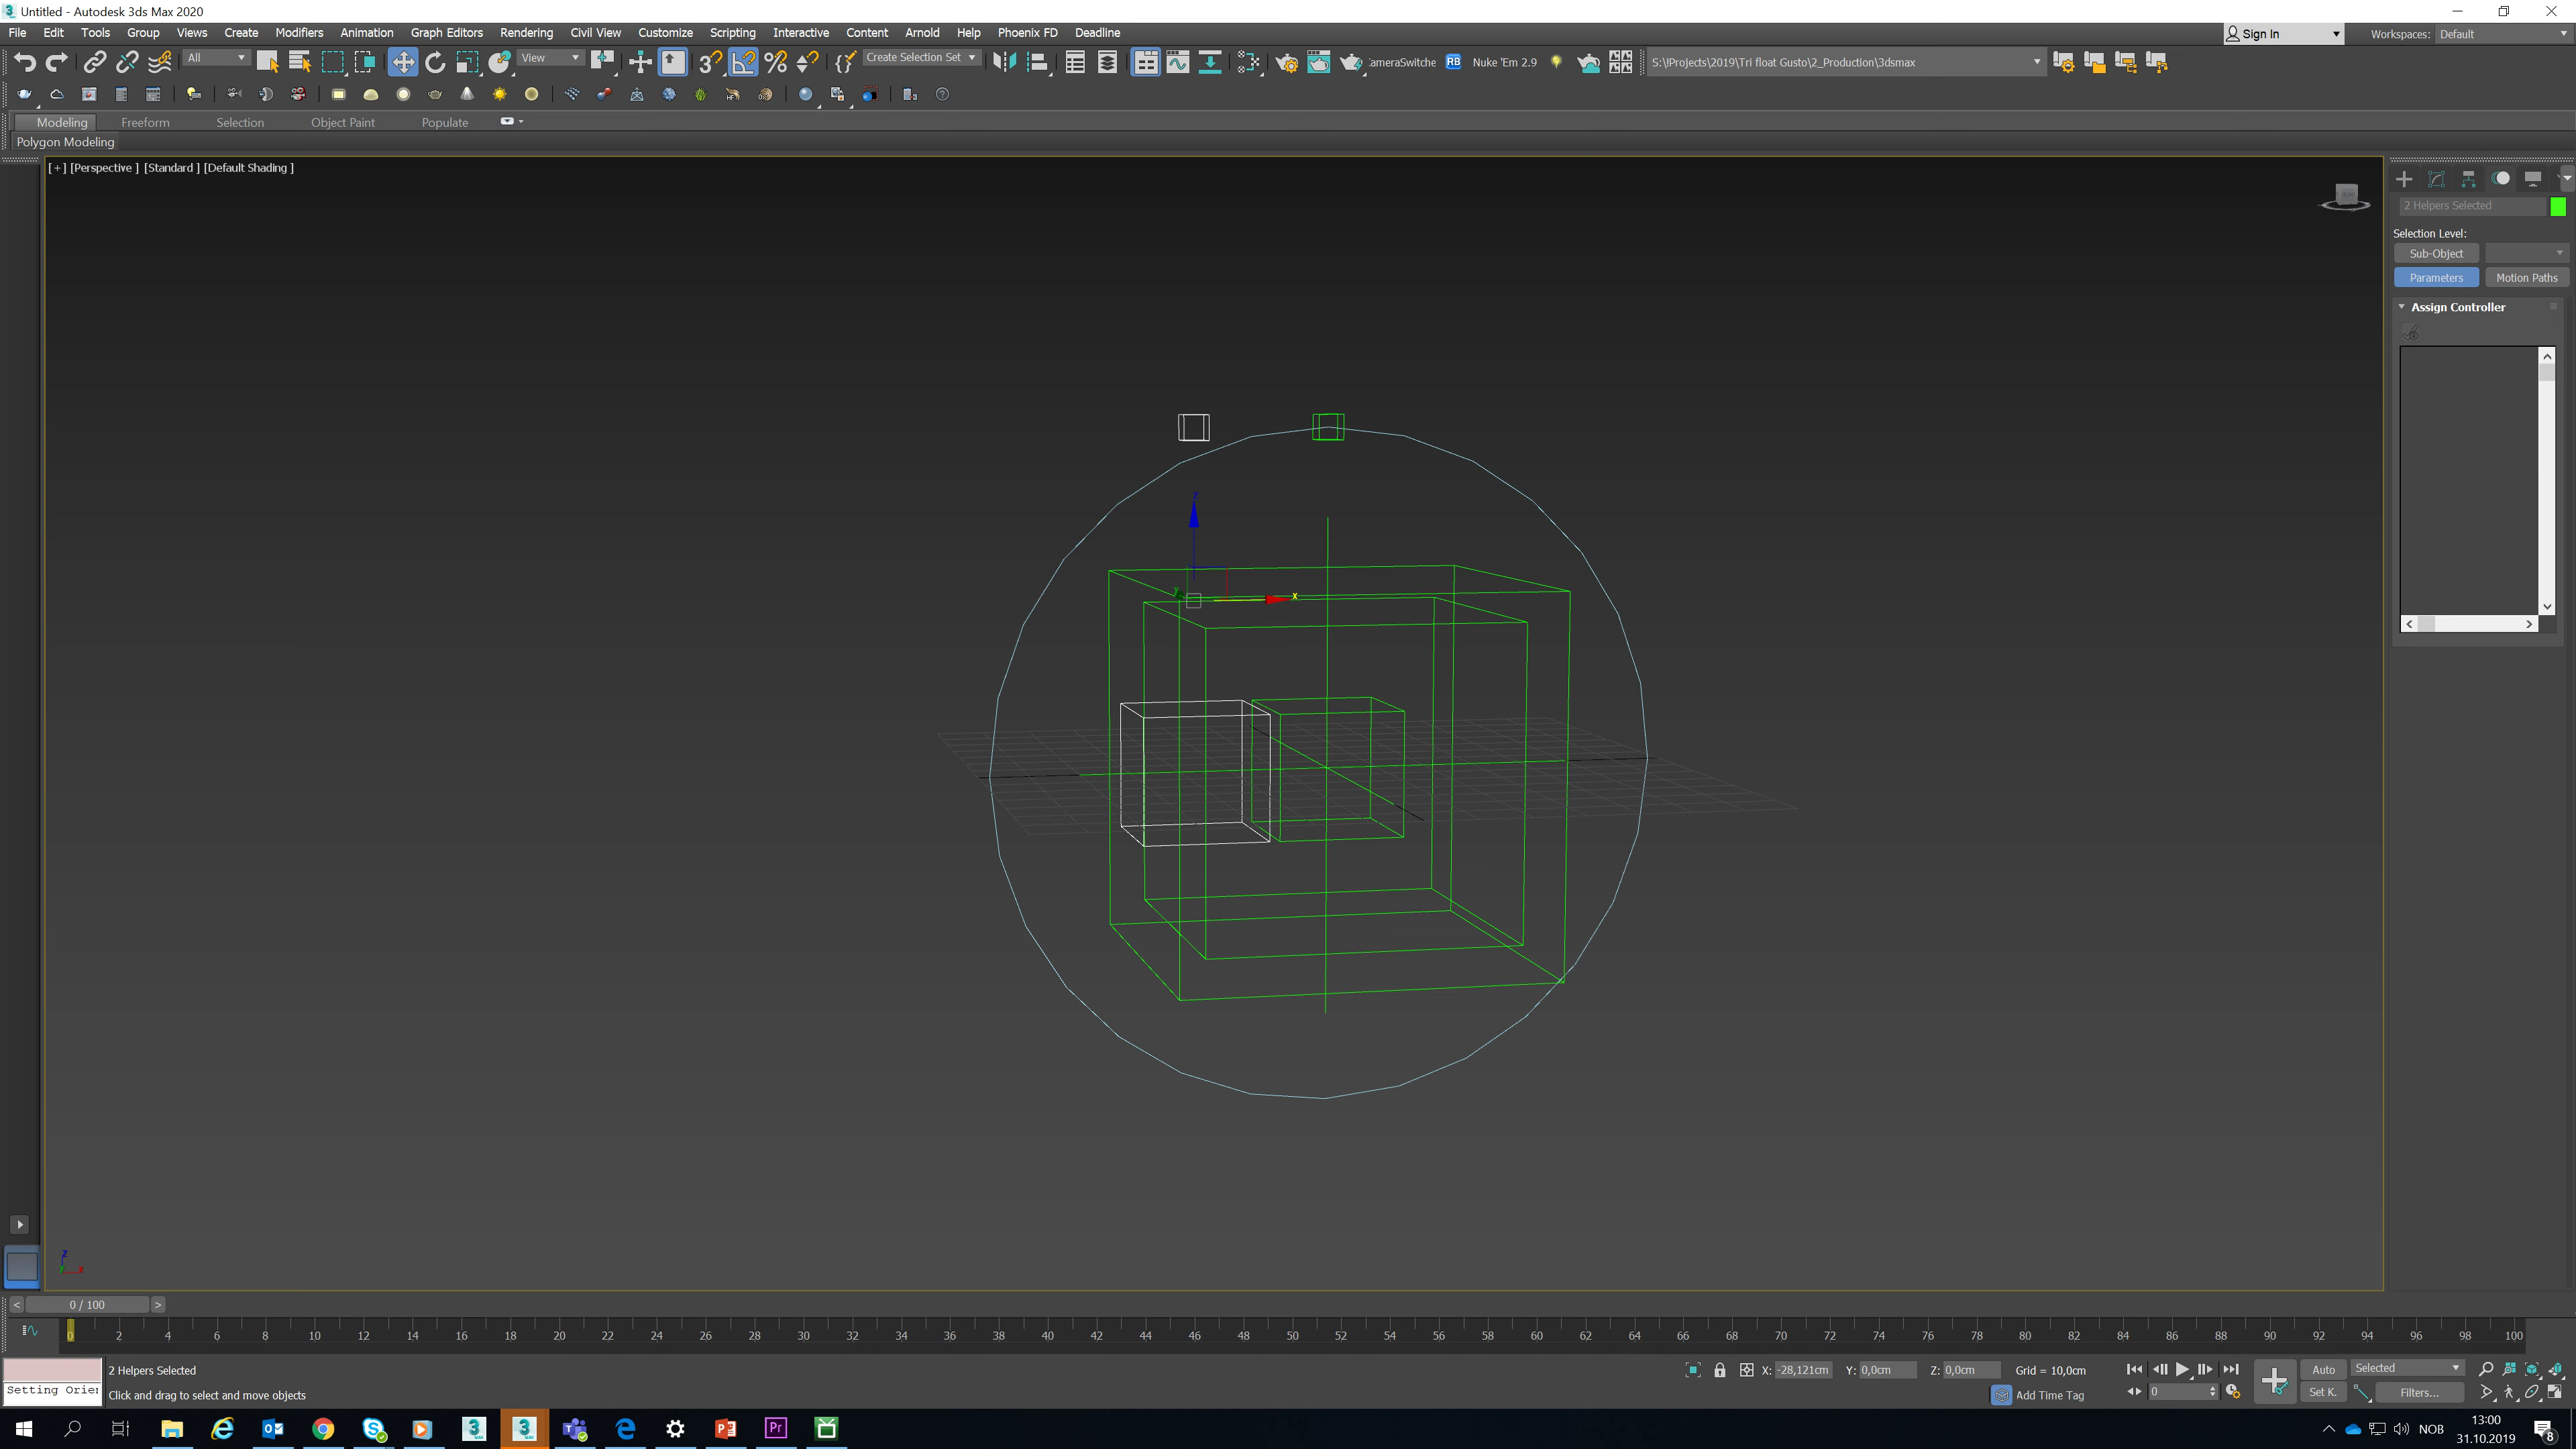 Untitled - Autodesk 3ds Max 2020
File Edit Tools Group Views Create Modifiers Animation Graph Editors Rendering Civil View Customize Scripting Interactive Content Arnold Help Phoenix FD Deadline
Sign In Workspaces: Default
All View Create Selection Set ameraSwitche RB Nuke 'Em 2.9 S:\!Projects\2019\Tri float Gusto\2_Production\3dsmax
Modeling Freeform Selection Object Paint Populate
Polygon Modeling
[+] [Perspective ] [Standard ] [Default Shading ]
2 Helpers Selected
Selection Level:
Sub-Object
Parameters Motion Paths
Assign Controller
z
y x
z
y x
< 0 / 100 >
0 2 4 6 8 10 12 14 16 18 20 22 24 26 28 30 32 34 36 38 40 42 44 46 48 50 52 54 56 58 60 62 64 66 68 70 72 74 76 78 80 82 84 86 88 90 92 94 96 98 100
2 Helpers Selected X: -28,121cm Y: 0,0cm Z: 0,0cm Grid = 10,0cm Auto Selected
Setting Orie Click and drag to select and move objects Add Time Tag 0 Set K. Filters...
NOB 13:00
31.10.2019 8